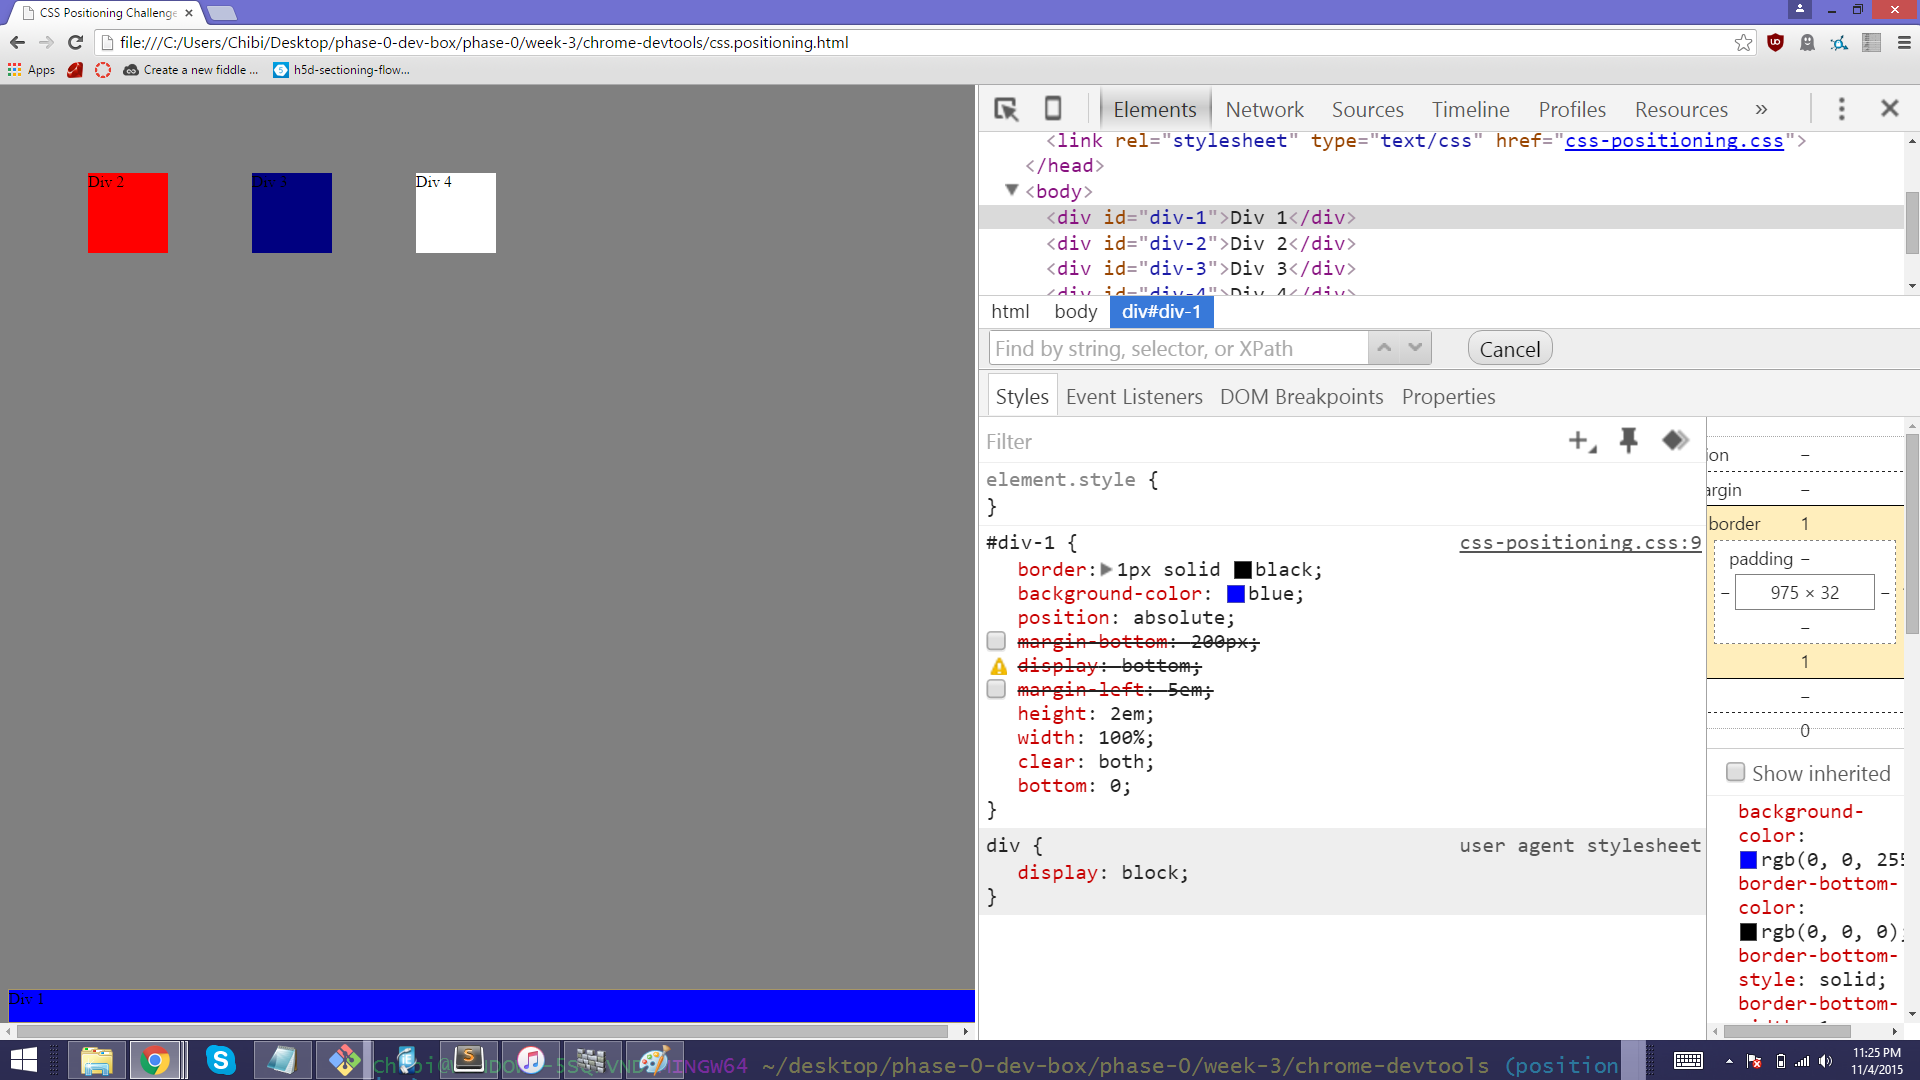 CSS Positioning Challenge
file:///C:/Users/Chibi/Desktop/phase-0-dev-box/phase-0/week-3/chrome-devtools/css.positioning.html
Apps Create a new fiddle ... h5d-sectioning-flow...
Div 2 Div 3 Div 4
Div 1
Elements Network Sources Timeline Profiles Resources »
<link rel="stylesheet" type="text/css" href="css-positioning.css">
</head>
<body>
<div id="div-1">Div 1</div>
<div id="div-2">Div 2</div>
<div id="div-3">Div 3</div>
<div id="div-4">Div 4</div>
html body div#div-1
Find by string, selector, or XPath Cancel
Styles Event Listeners DOM Breakpoints Properties
Filter
element.style {
}
#div-1 { css-positioning.css:9
border: 1px solid black;
background-color: blue;
position: absolute;
margin-bottom: 200px;
display: bottom;
margin-left: 5em;
height: 2em;
width: 100%;
clear: both;
bottom: 0;
}
div { user agent stylesheet
display: block;
}
ion –
argin –
border 1
padding –
– 975 × 32 –
–
1
–
0
Show inherited
background-
color:
rgb(0, 0, 255
border-bottom-
color:
rgb(0, 0, 0);
border-bottom-
style: solid;
border-bottom-
MINGW64 ~/desktop/phase-0-dev-box/phase-0/week-3/chrome-devtools (position
11:25 PM
11/4/2015